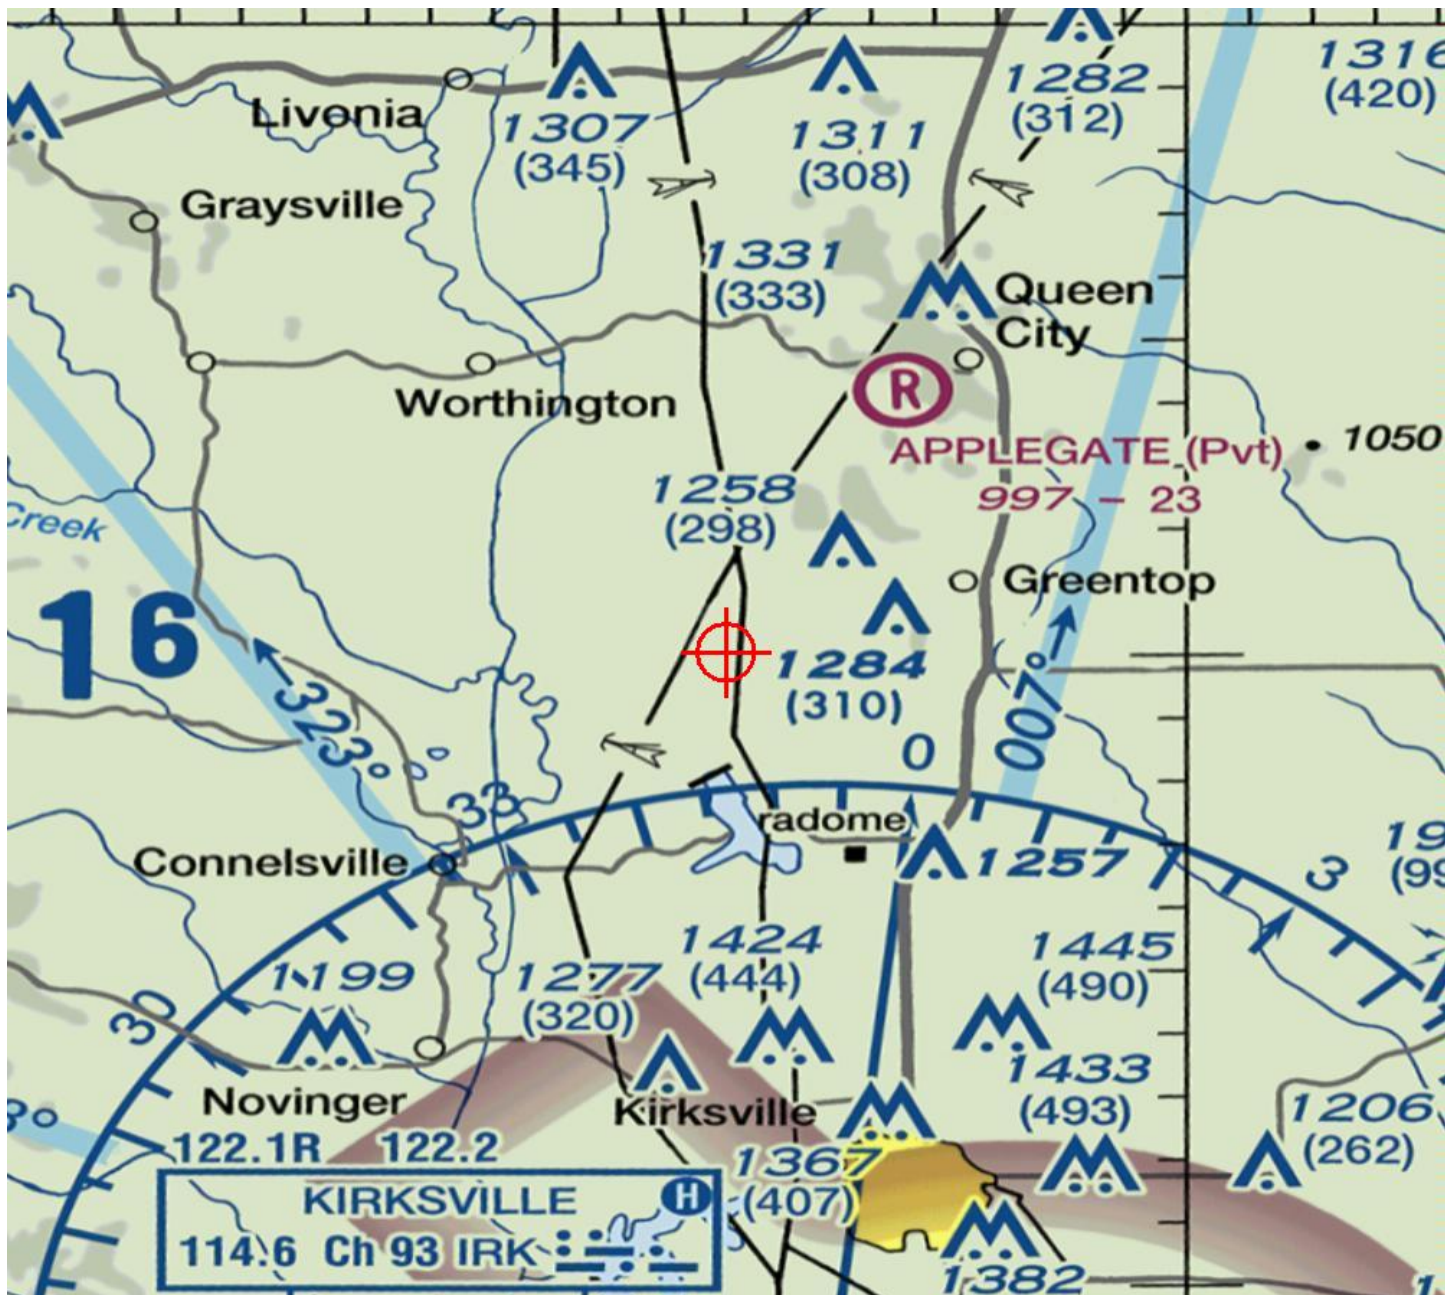 1316
(420)
1282
(312)
Livonia
1307
(345)
1311
(308)
Graysville
1331
(333)
Queen
City
Worthington
R
APPLEGATE (Pvt)
997 - 23
1050
1258
(298)
Creek
Greentop
16
1284
(310)
323°
007°
0
33
radome
Connelsville
1257
3
19
1424
(444)
1445
(490)
1199
1277
(320)
30
1433
(493)
Novinger
Kirksville
1206
(262)
122.1R 122.2
1367
(407)
KIRKSVILLE H
114.6 Ch 93 IRK
1382